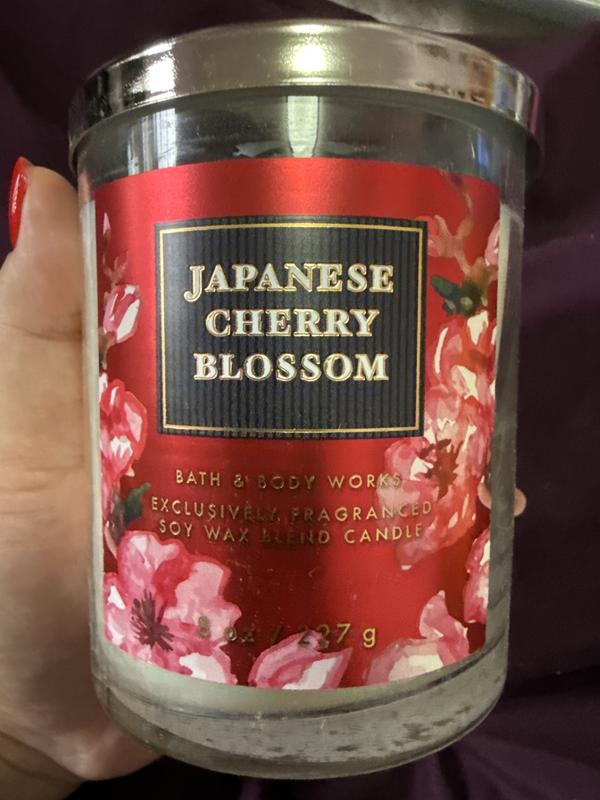 JAPANESE
CHERRY
BLOSSOM
BATH & BODY WORKS
EXCLUSIVELY FRAGRANCED
SOY WAX BLEND CANDLE
8 oz / 227 g